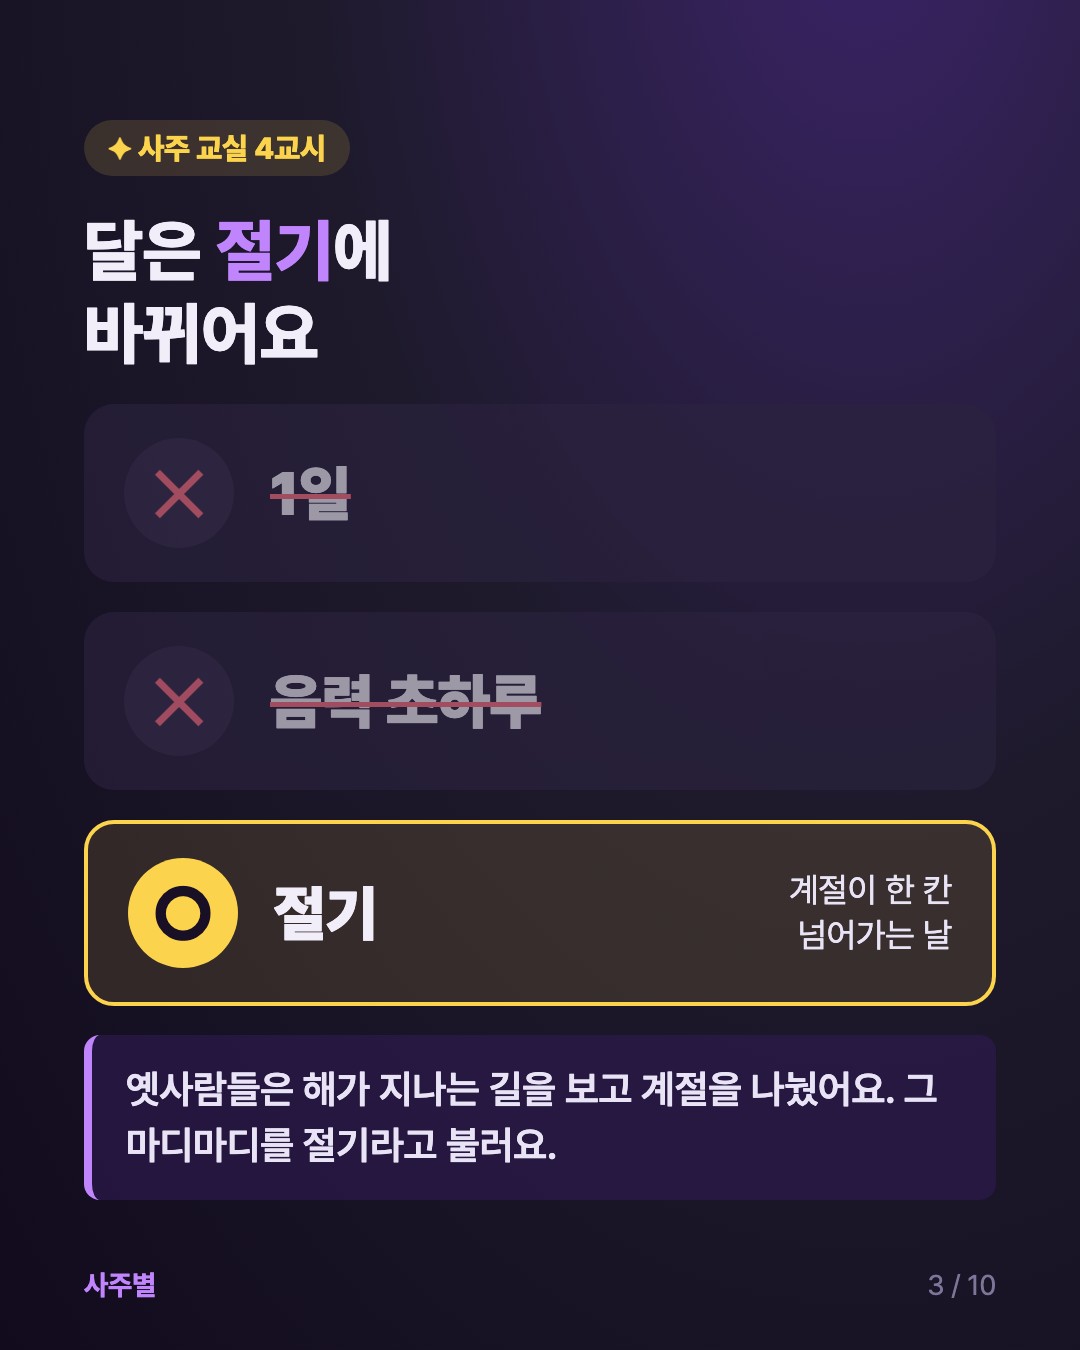 ✦ 사주 교실 4교시
달은 절기에
바뀌어요
1일
음력 초하루
절기
계절이 한 칸
넘어가는 날
옛사람들은 해가 지나는 길을 보고 계절을 나눴어요. 그
마디마디를 절기라고 불러요.
사주별
3 / 10